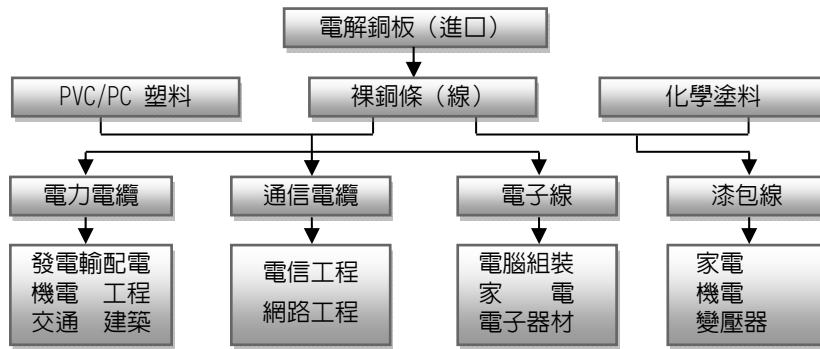 電解銅板（進口）
PVC/PC 塑料
裸銅條（線）
化學塗料
電力電纜
通信電纜
電子線
漆包線
發電輸配電
機電　工程
交通　建築
電信工程
網路工程
電腦組裝
家　　電
電子器材
家電
機電
變壓器